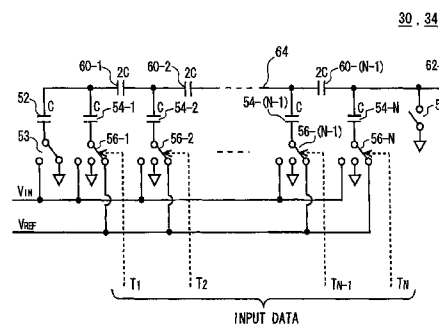 30, 34
60-1 2C 60-2 2C 64 2C 60-(N-1) 62
52 C C 54-1 C 54-2 54-(N-1) C C 54-N
53 56-1 56-2 56-(N-1) 56-N
VIN
VREF
T1 T2 TN-1 TN
INPUT DATA